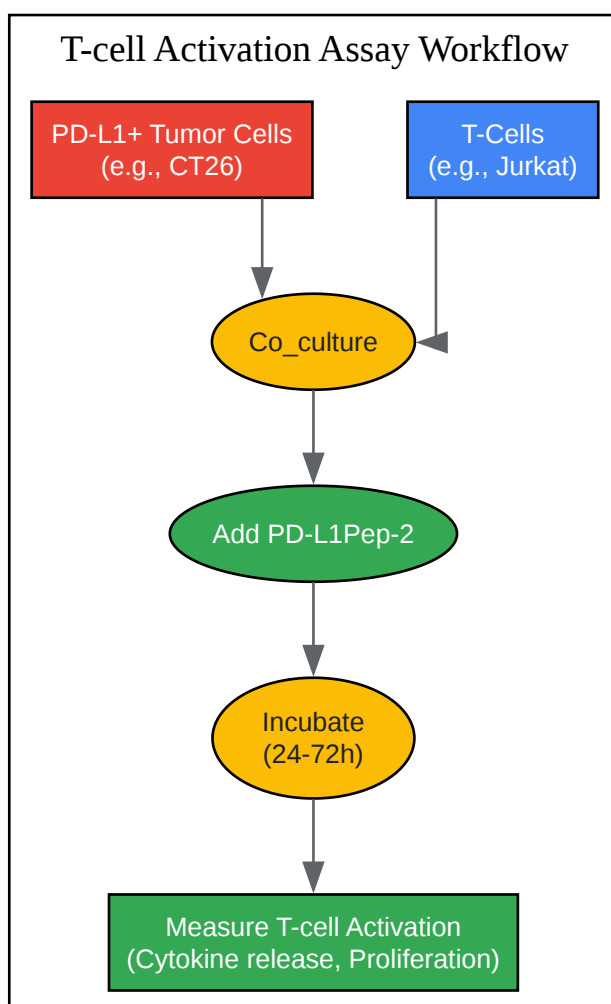 T-cell Activation Assay Workflow
PD-L1+ Tumor Cells
(e.g., CT26)
T-Cells
(e.g., Jurkat)
Co_culture
Add PD-L1Pep-2
Incubate
(24-72h)
Measure T-cell Activation
(Cytokine release, Proliferation)